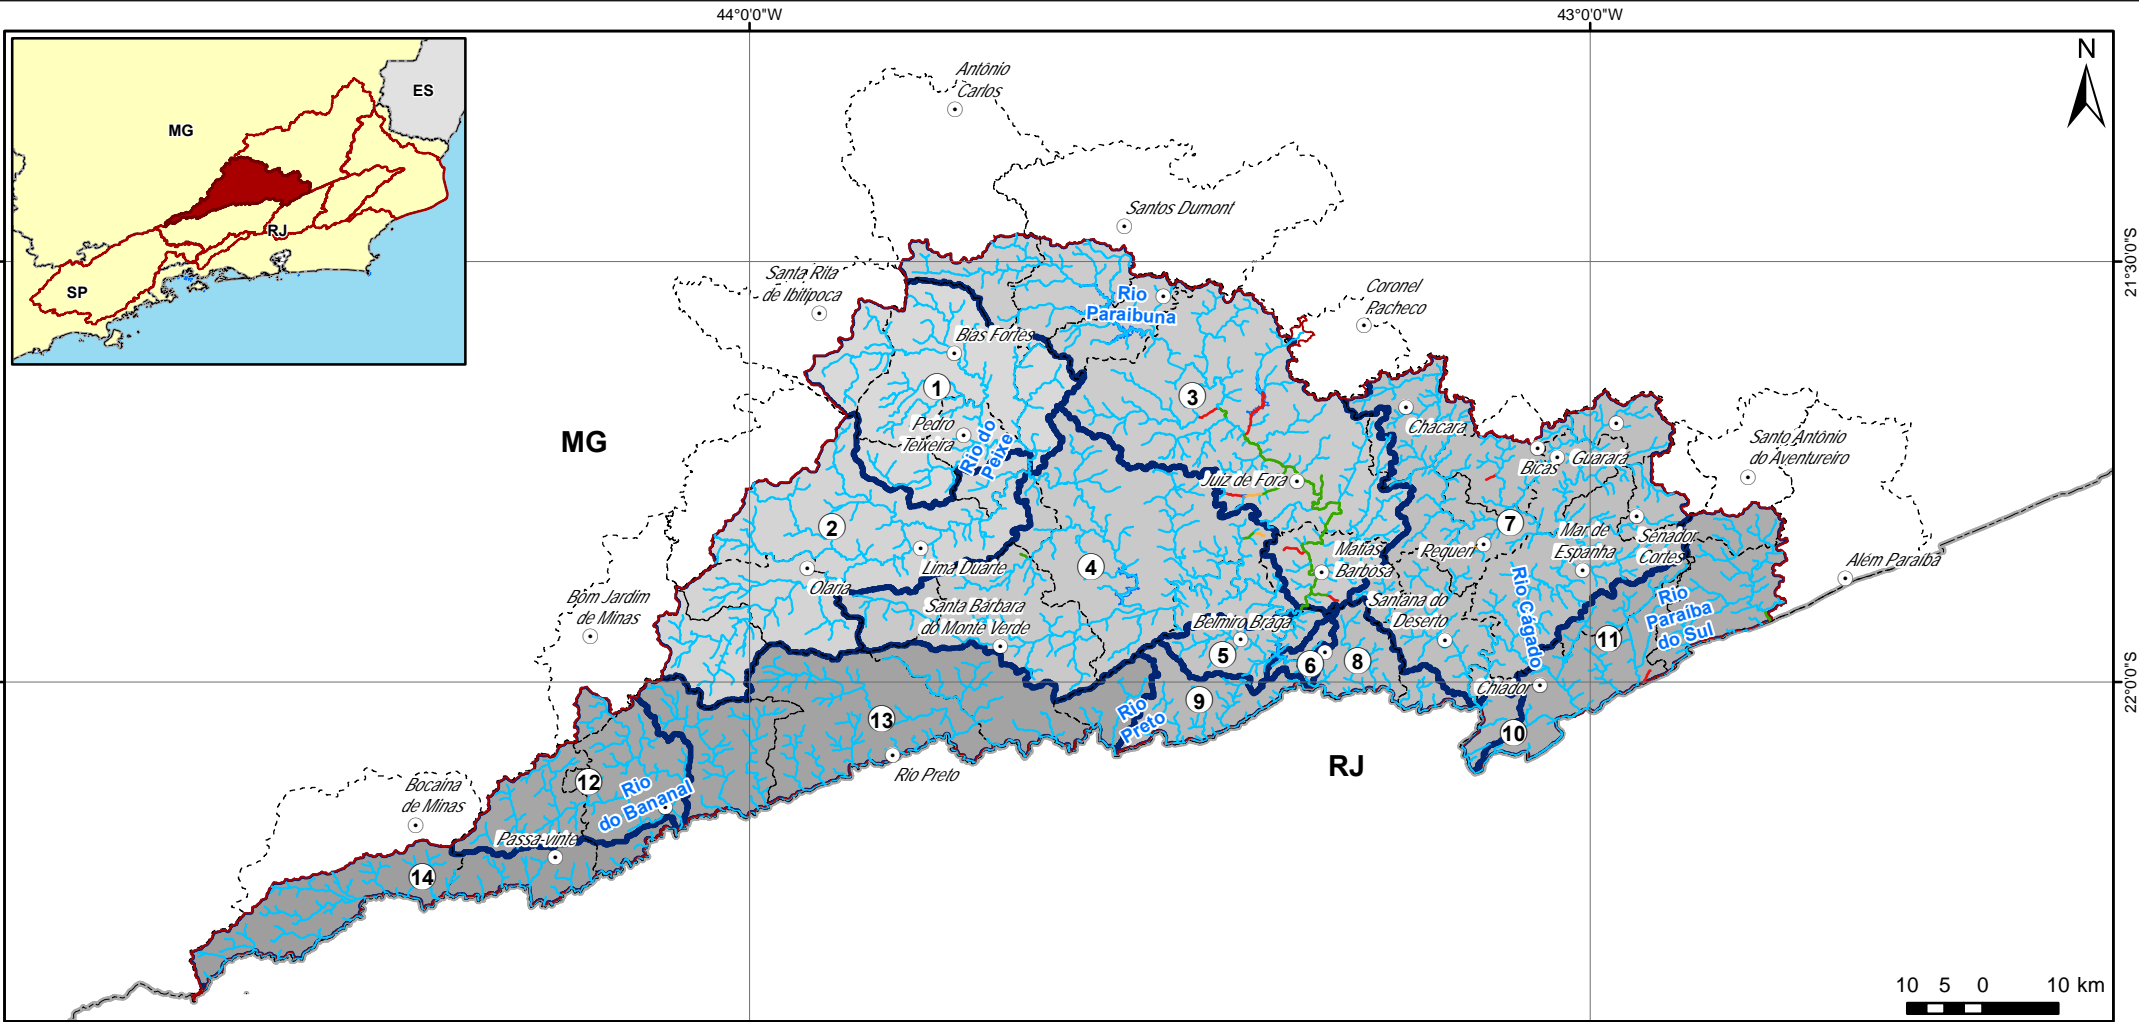 44°0'0"W
43°0'0"W
ES
MG
RJ
SP
N
Antônio
Carlos
Santos Dumont
21°30'0"S
Santa Rita
de Ibitipoca
Coronel
Pacheco
Rio
Paraibuna
Bias Fortes
1
3
Pedro
Teixeira
Rio do
Peixe
MG
Chácara
Santo Antônio
do Aventureiro
Bicas
Guarará
Juiz de Fora
2
7
Mar de
Espanha
Senador
Cortes
Pequeri
Matias
Barbosa
Lima Duarte
4
Olaria
Além Paraíba
Bom Jardim
de Minas
Santa Bárbara
do Monte Verde
Santana do
Deserto
Rio Cágado
Rio
Paraíba
do Sul
Belmiro Braga
11
5
6
8
Chiador
22°0'0"S
9
Rio
Preto
13
10
RJ
Rio Preto
12
Rio
do Bananal
Bocaina
de Minas
Passa-vinte
14
10 5 0 10 km